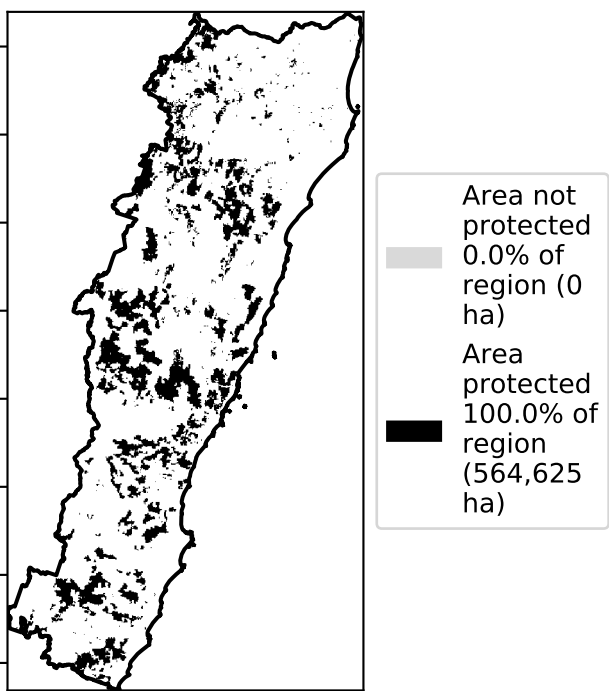 Area not
protected
0.0% of
region (0
ha)
Area
protected
100.0% of
region
(564,625
ha)